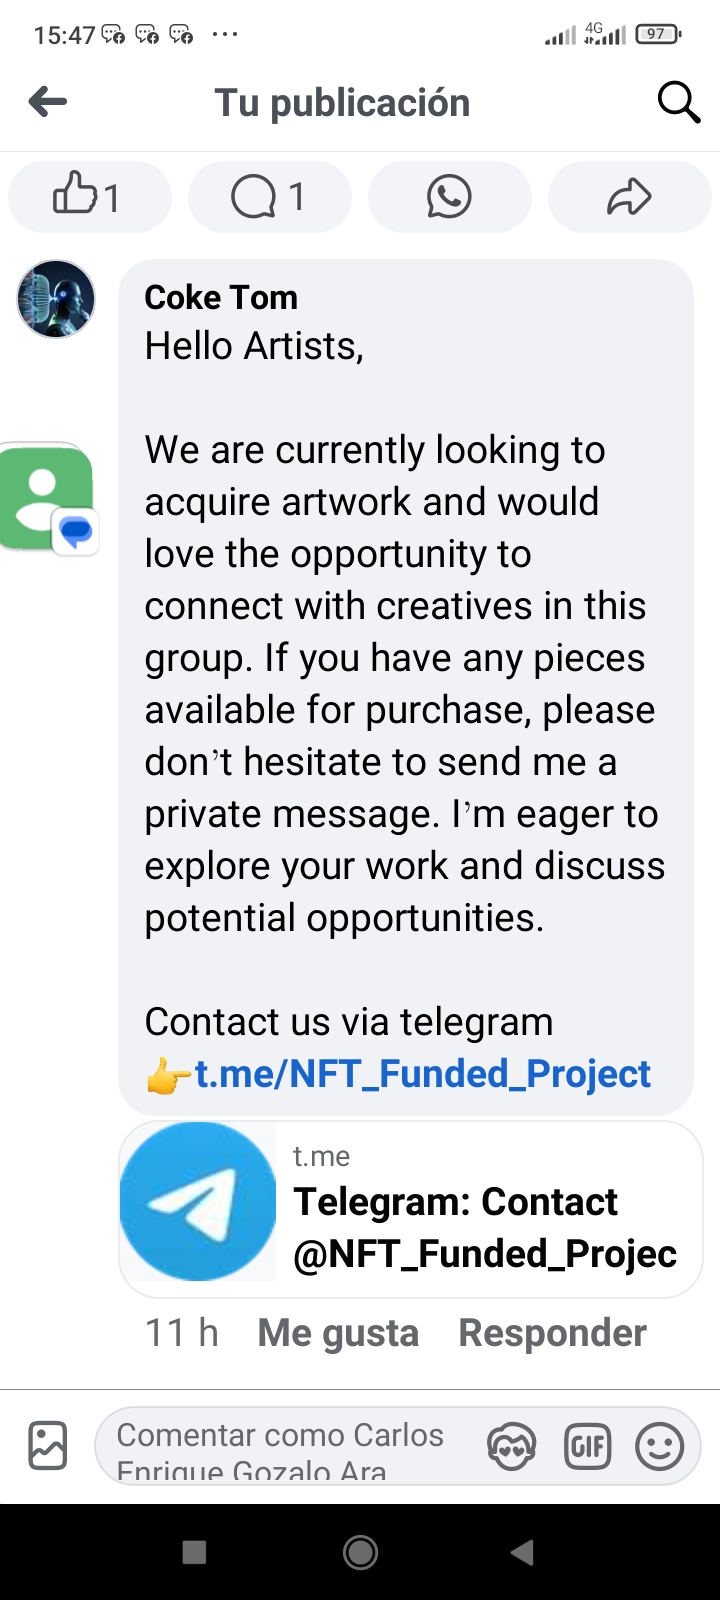 15:47 4G 97
Tu publicación
1 1
Coke Tom
Hello Artists,
We are currently looking to
acquire artwork and would
love the opportunity to
connect with creatives in this
group. If you have any pieces
available for purchase, please
don’t hesitate to send me a
private message. I’m eager to
explore your work and discuss
potential opportunities.
Contact us via telegram
👉t.me/NFT_Funded_Project
t.me
Telegram: Contact
@NFT_Funded_Projec
11 h Me gusta Responder
Comentar como Carlos
Enrique Gozalo Ara
GIF